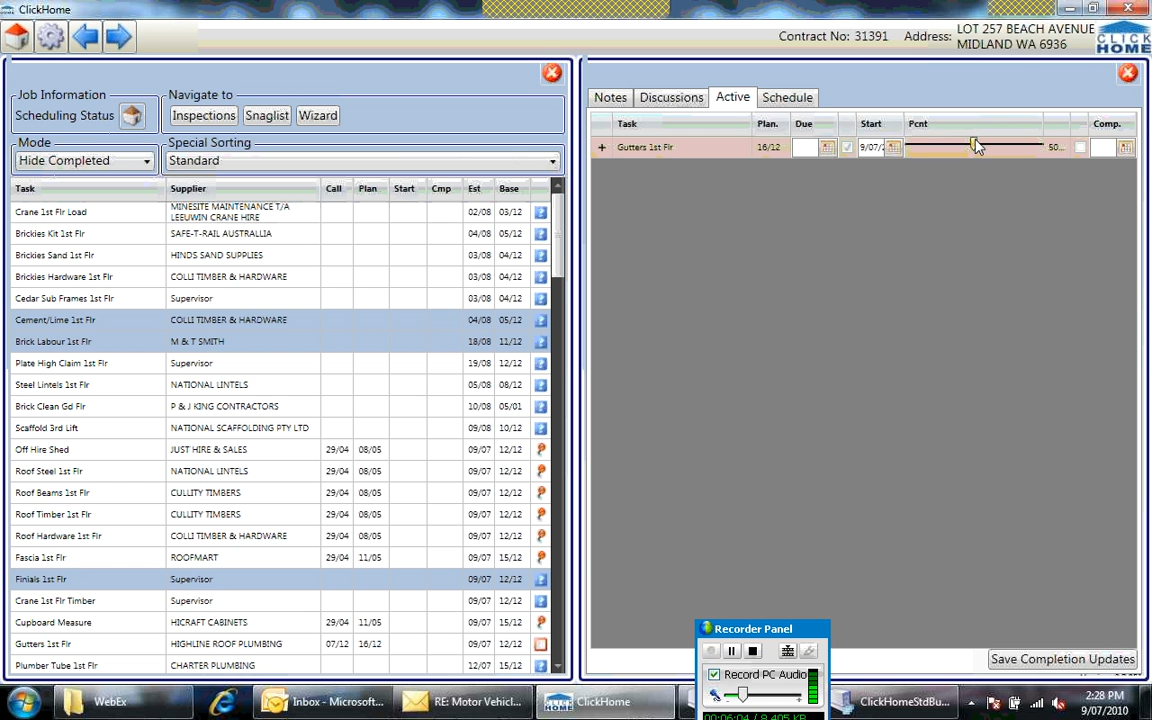 ClickHome
Contract No: 31391 Address: LOT 257 BEACH AVENUE
MIDLAND WA 6936
CLICK
HOME
Job Information
Scheduling Status
Navigate to
Inspections Snaglist Wizard
Mode
Hide Completed
Special Sorting
Standard
Task Supplier Call Plan Start Cmp Est Base
Crane 1st Flr Load MINESITE MAINTENANCE T/A LEEUWIN CRANE HIRE 02/08 03/12
Brickies Kit 1st Flr SAFE-T-RAIL AUSTRALLIA 04/08 05/12
Brickies Sand 1st Flr HINDS SAND SUPPLIES 03/08 04/12
Brickies Hardware 1st Flr COLLI TIMBER & HARDWARE 03/08 04/12
Cedar Sub Frames 1st Flr Supervisor 03/08 04/12
Cement/Lime 1st Flr COLLI TIMBER & HARDWARE 04/08 05/12
Brick Labour 1st Flr M & T SMITH 18/08 11/12
Plate High Claim 1st Flr Supervisor 19/08 12/12
Steel Lintels 1st Flr NATIONAL LINTELS 05/08 08/12
Brick Clean Gd Flr P & J KING CONTRACTORS 10/08 05/01
Scaffold 3rd Lift NATIONAL SCAFFOLDING PTY LTD 09/08 10/12
Off Hire Shed JUST HIRE & SALES 29/04 08/05 09/07 12/12
Roof Steel 1st Flr NATIONAL LINTELS 29/04 08/05 09/07 12/12
Roof Beams 1st Flr CULLITY TIMBERS 29/04 08/05 09/07 12/12
Roof Timber 1st Flr CULLITY TIMBERS 29/04 08/05 09/07 12/12
Roof Hardware 1st Flr COLLI TIMBER & HARDWARE 29/04 08/05 09/07 12/12
Fascia 1st Flr ROOFMART 29/04 11/05 09/07 15/12
Finials 1st Flr Supervisor 09/07 12/12
Crane 1st Flr Timber Supervisor 09/07 12/12
Cupboard Measure HICRAFT CABINETS 29/04 11/05 09/07 15/12
Gutters 1st Flr HIGHLINE ROOF PLUMBING 07/12 16/12 09/07 12/12
Plumber Tube 1st Flr CHARTER PLUMBING 12/07 15/12
Notes Discussions Active Schedule
Task Plan. Due Start Pcnt Comp.
+ Gutters 1st Flr 16/12 9/07/ 50...
Save Completion Updates
Recorder Panel
Record PC Audio
00:06:04 / 8,405 KB
WebEx
Inbox - Microsoft...
RE: Motor Vehicl...
ClickHome
ClickHomeStdBu...
2:28 PM
9/07/2010